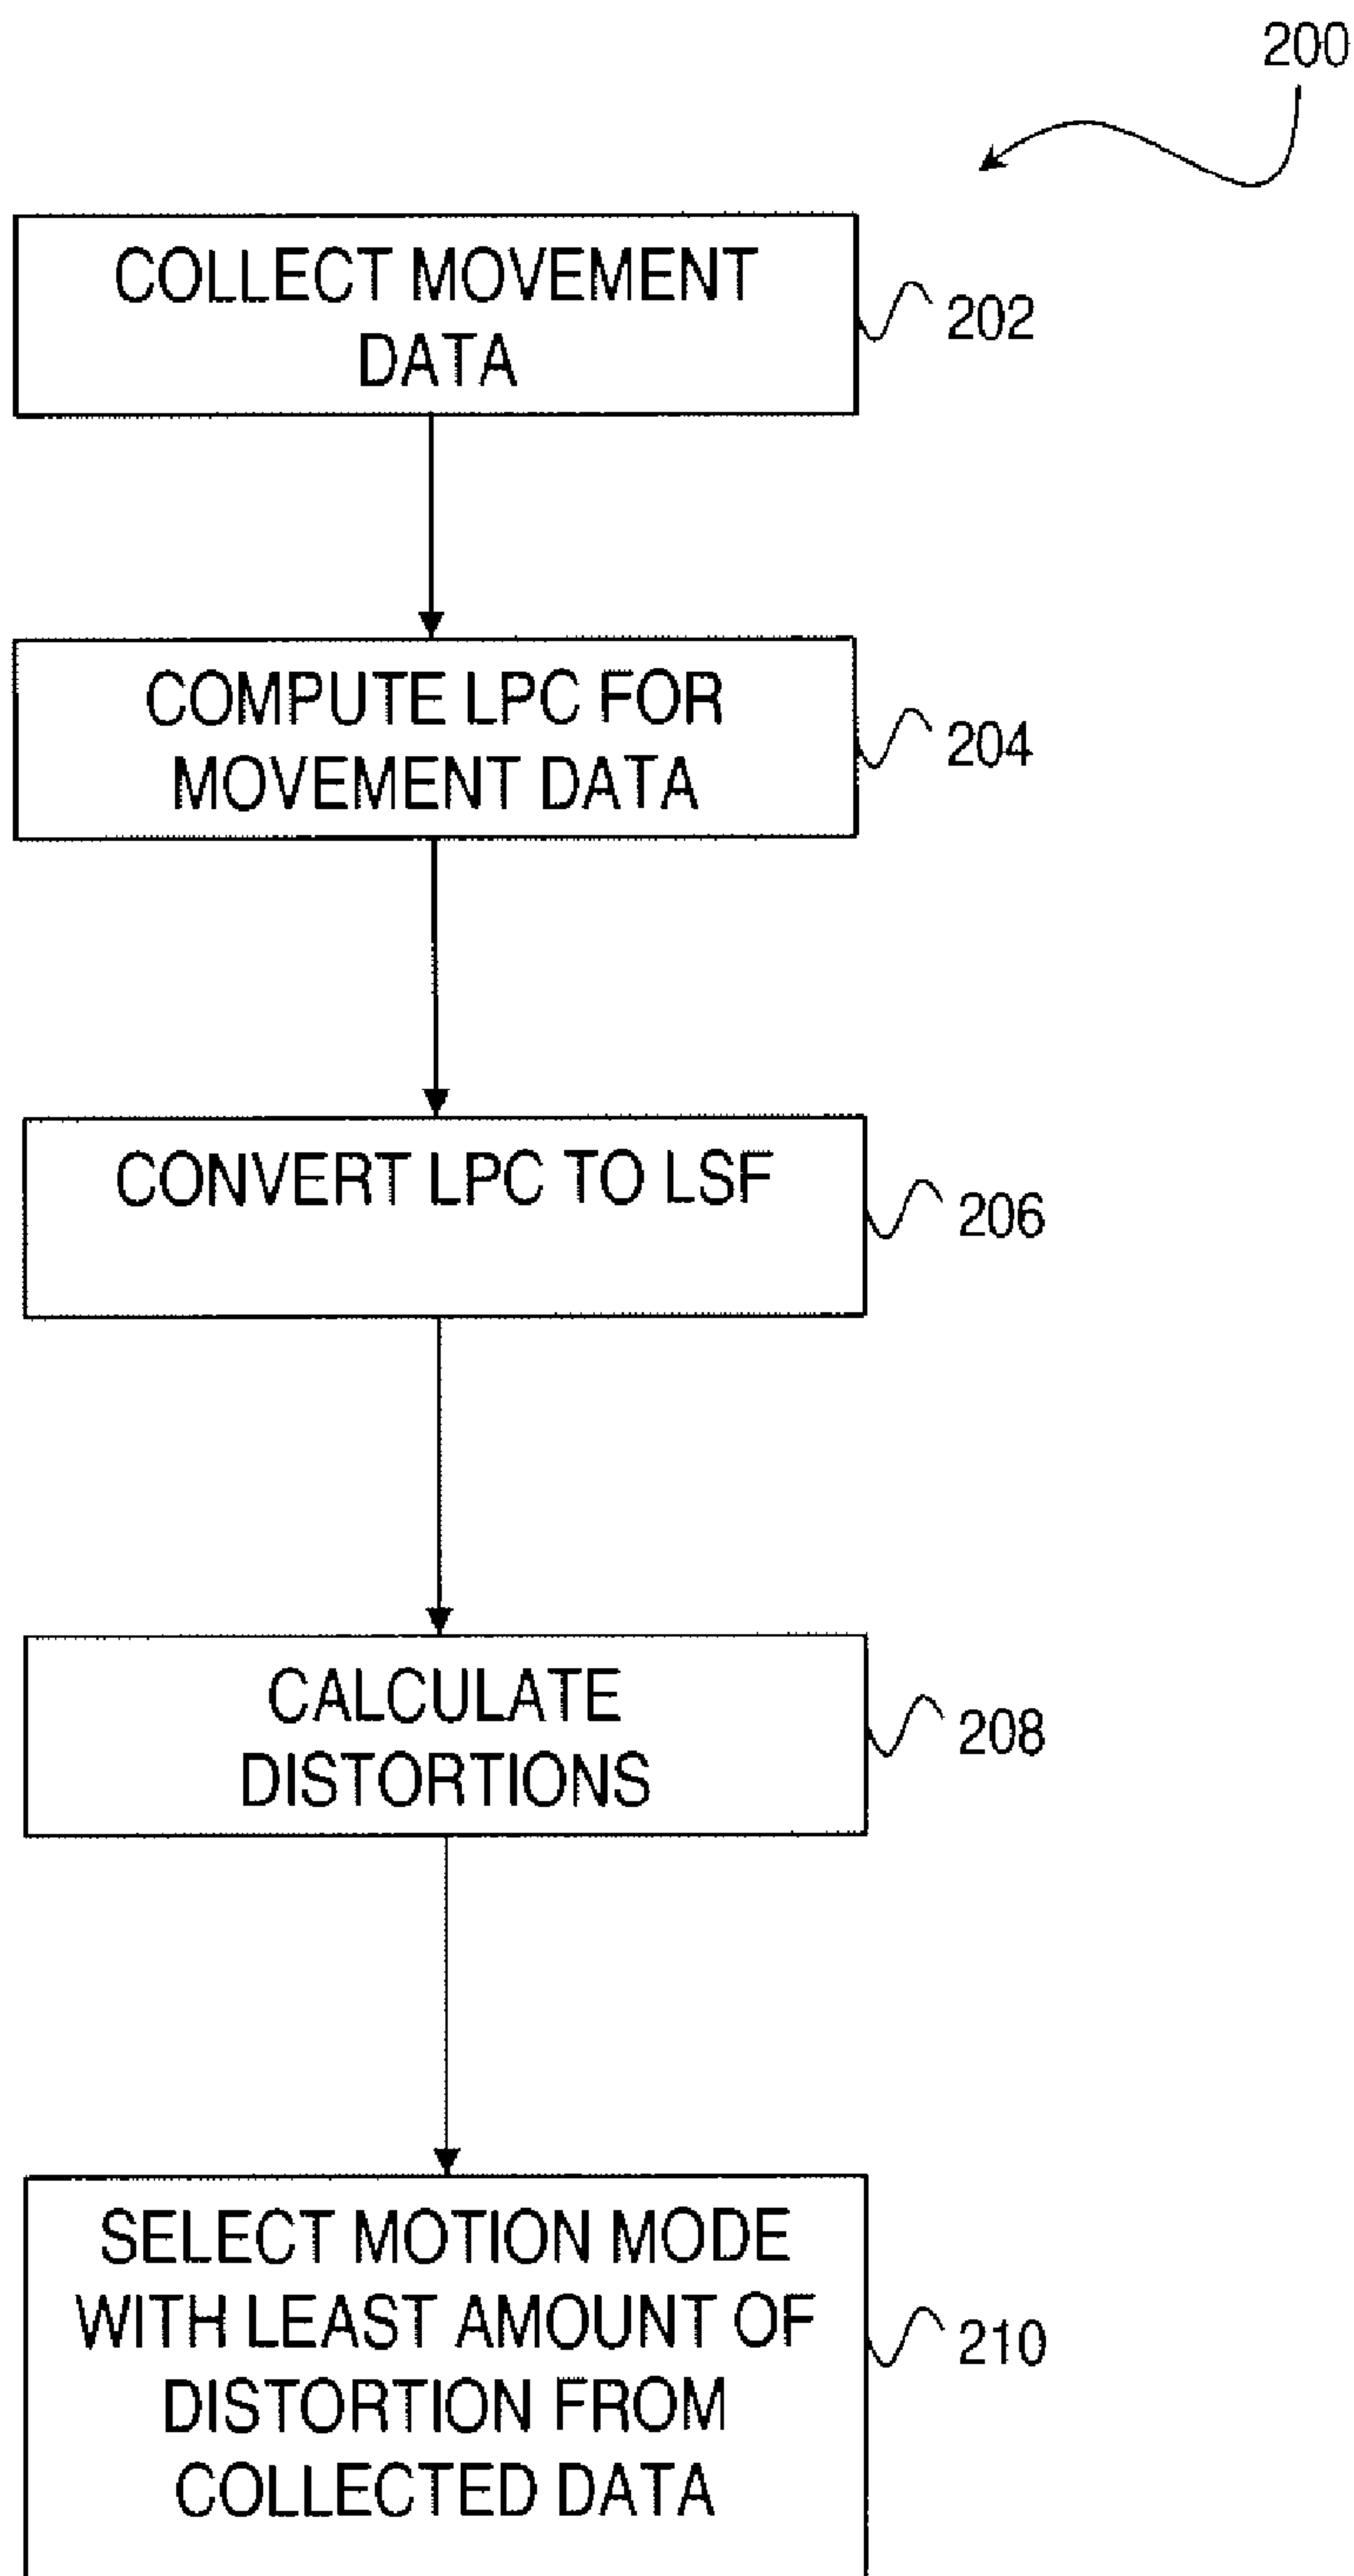 200
COLLECT MOVEMENT
DATA
202
COMPUTE LPC FOR
MOVEMENT DATA
204
CONVERT LPC TO LSF
206
CALCULATE
DISTORTIONS
208
SELECT MOTION MODE
WITH LEAST AMOUNT OF
DISTORTION FROM
COLLECTED DATA
210